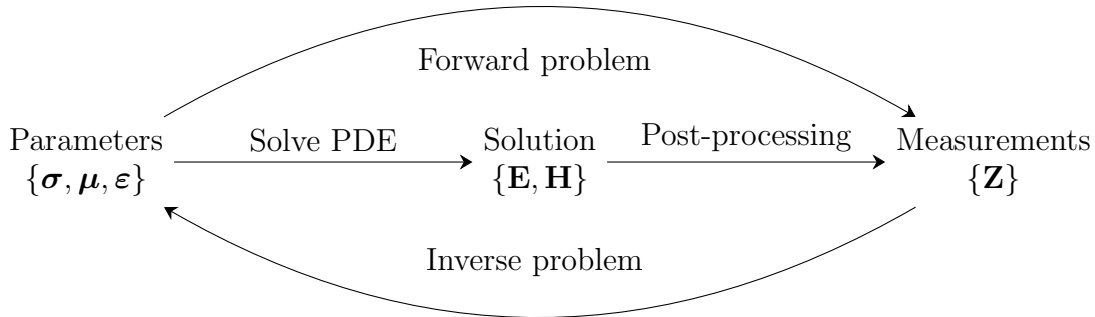 Forward problem
Parameters
{σ, μ, ε}
Solve PDE
Solution
{E, H}
Post-processing
Measurements
{Z}
Inverse problem